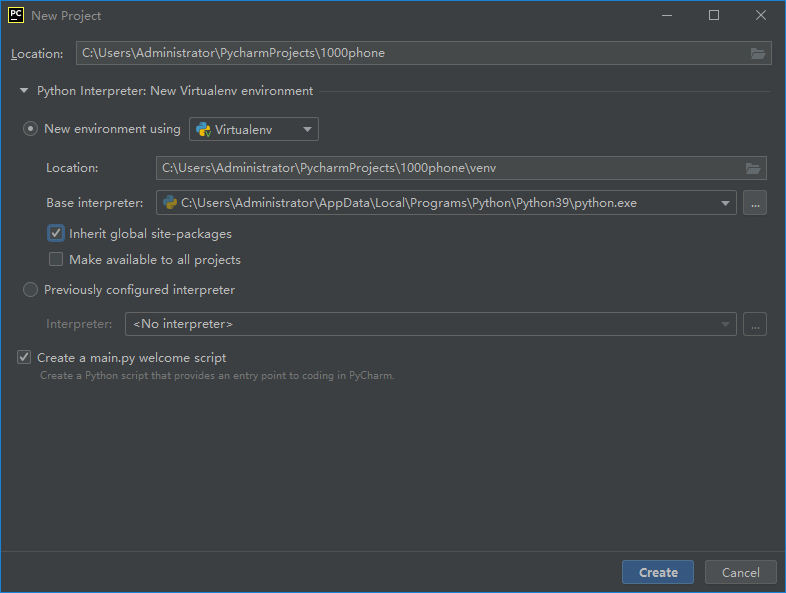 PC New Project
Location: C:\Users\Administrator\PycharmProjects\1000phone
Python Interpreter: New Virtualenv environment
New environment using Virtualenv
Location: C:\Users\Administrator\PycharmProjects\1000phone\venv
Base interpreter: C:\Users\Administrator\AppData\Local\Programs\Python\Python39\python.exe ...
Inherit global site-packages
Make available to all projects
Previously configured interpreter
Interpreter: <No interpreter> ...
Create a main.py welcome script
Create a Python script that provides an entry point to coding in PyCharm.
Create Cancel